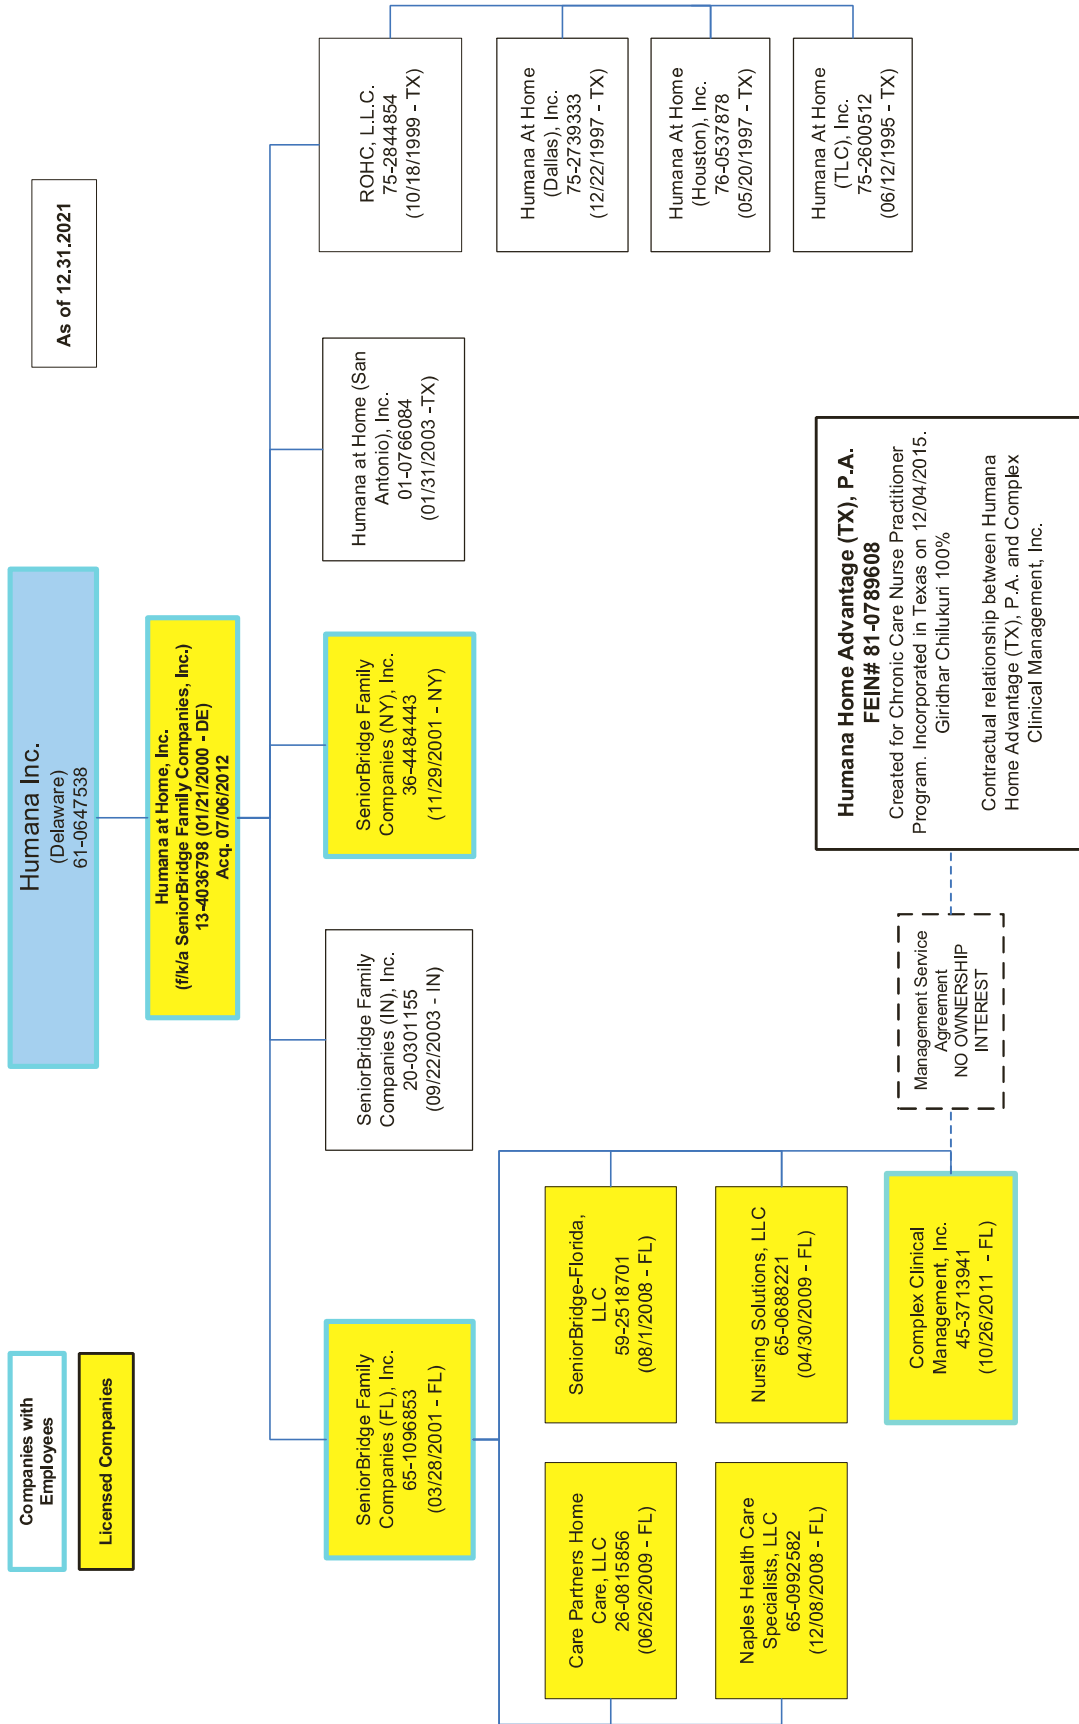 Companies with
Employees
Licensed Companies
As of 12.31.2021
Humana Inc.
(Delaware)
61-0647538
Humana at Home, Inc.
(f/k/a SeniorBridge Family Companies, Inc.)
13-4036798 (01/21/2000 - DE)
Acq. 07/06/2012
SeniorBridge Family
Companies (FL), Inc.
65-1096853
(03/28/2001 - FL)
SeniorBridge Family
Companies (IN), Inc.
20-0301155
(09/22/2003 - IN)
SeniorBridge Family
Companies (NY), Inc.
36-4484443
(11/29/2001 - NY)
Humana at Home (San
Antonio), Inc.
01-0766084
(01/31/2003 -TX)
ROHC, L.L.C.
75-2844854
(10/18/1999 - TX)
Care Partners Home
Care, LLC
26-0815856
(06/26/2009 - FL)
SeniorBridge-Florida,
LLC
59-2518701
(08/1/2008 - FL)
Humana At Home
(Dallas), Inc.
75-2739333
(12/22/1997 - TX)
Naples Health Care
Specialists, LLC
65-0992582
(12/08/2008 - FL)
Nursing Solutions, LLC
65-0688221
(04/30/2009 - FL)
Humana At Home
(Houston), Inc.
76-0537878
(05/20/1997 - TX)
Humana At Home
(TLC), Inc.
75-2600512
(06/12/1995 - TX)
Complex Clinical
Management, Inc.
45-3713941
(10/26/2011 - FL)
Management Service
Agreement
NO OWNERSHIP
INTEREST
Humana Home Advantage (TX), P.A.
FEIN# 81-0789608
Created for Chronic Care Nurse Practitioner
Program. Incorporated in Texas on 12/04/2015.
Giridhar Chilukuri 100%
Contractual relationship between Humana
Home Advantage (TX), P.A. and Complex
Clinical Management, Inc.